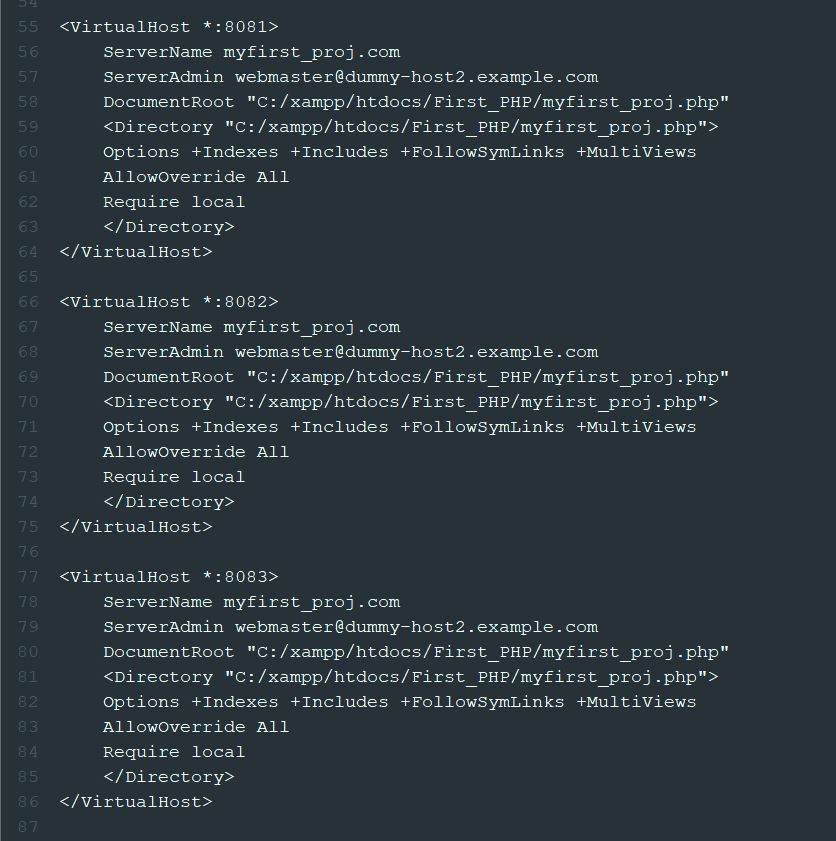 54
55 <VirtualHost *:8081>
56 ServerName myfirst_proj.com
57 ServerAdmin webmaster@dummy-host2.example.com
58 DocumentRoot "C:/xampp/htdocs/First_PHP/myfirst_proj.php"
59 <Directory "C:/xampp/htdocs/First_PHP/myfirst_proj.php">
60 Options +Indexes +Includes +FollowSymLinks +MultiViews
61 AllowOverride All
62 Require local
63 </Directory>
64 </VirtualHost>
65
66 <VirtualHost *:8082>
67 ServerName myfirst_proj.com
68 ServerAdmin webmaster@dummy-host2.example.com
69 DocumentRoot "C:/xampp/htdocs/First_PHP/myfirst_proj.php"
70 <Directory "C:/xampp/htdocs/First_PHP/myfirst_proj.php">
71 Options +Indexes +Includes +FollowSymLinks +MultiViews
72 AllowOverride All
73 Require local
74 </Directory>
75 </VirtualHost>
76
77 <VirtualHost *:8083>
78 ServerName myfirst_proj.com
79 ServerAdmin webmaster@dummy-host2.example.com
80 DocumentRoot "C:/xampp/htdocs/First_PHP/myfirst_proj.php"
81 <Directory "C:/xampp/htdocs/First_PHP/myfirst_proj.php">
82 Options +Indexes +Includes +FollowSymLinks +MultiViews
83 AllowOverride All
84 Require local
85 </Directory>
86 </VirtualHost>
87